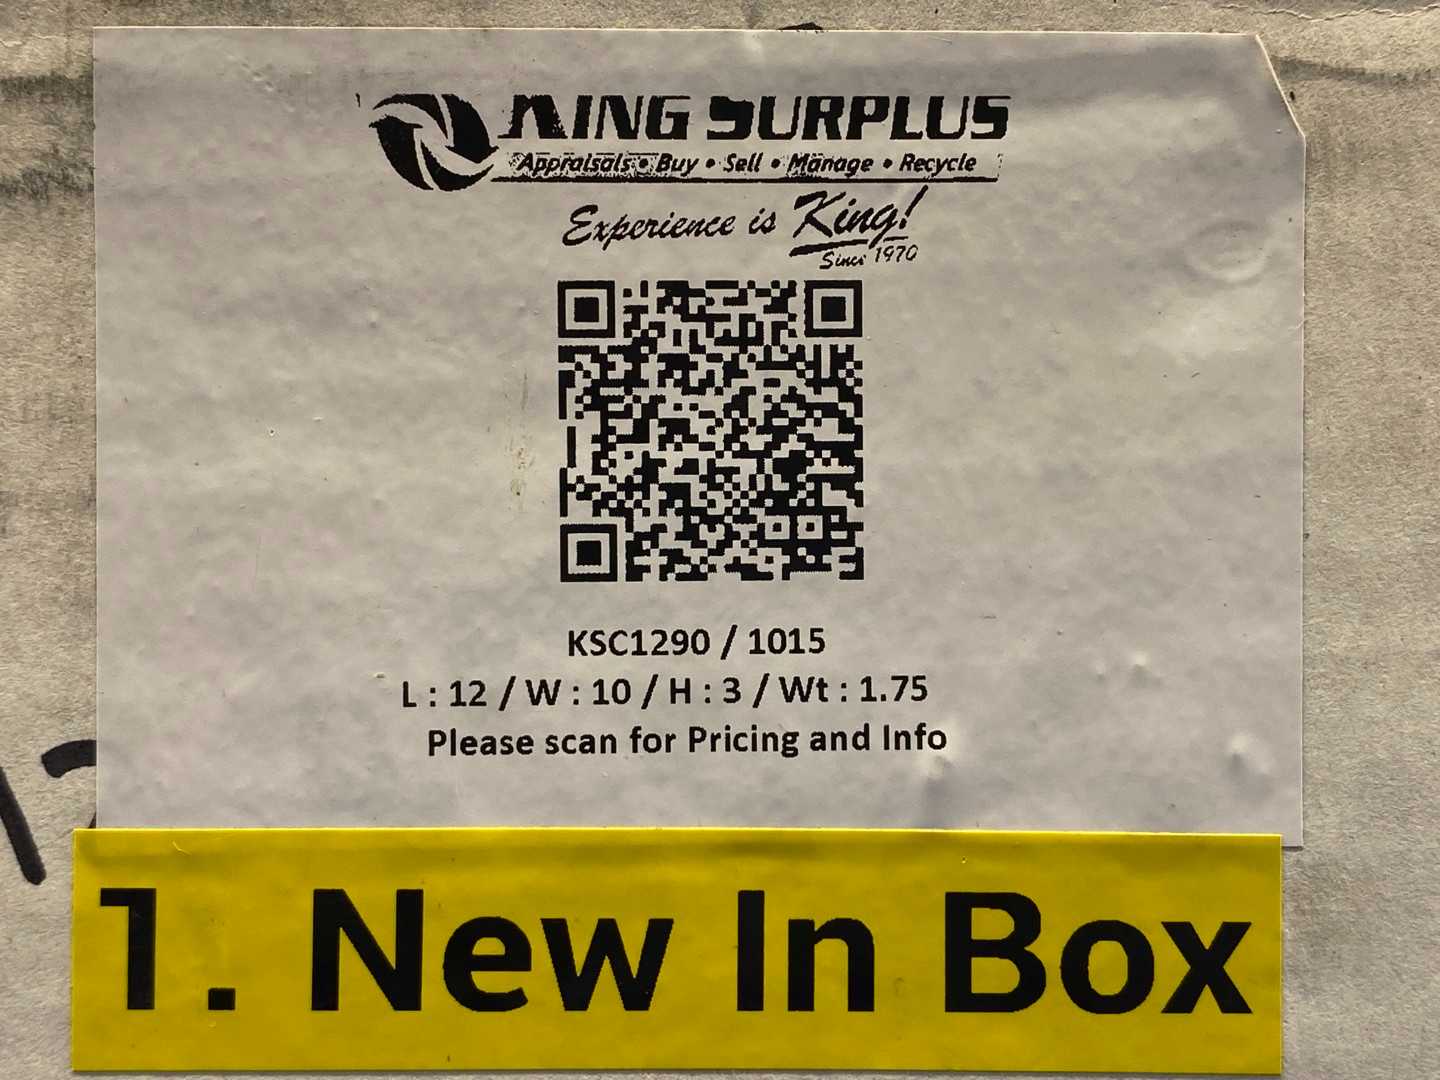 KING SURPLUS
Appraisals • Buy • Sell • Manage • Recycle
Experience is King!
Since 1970
KSC1290 / 1015
L : 12 / W : 10 / H : 3 / Wt : 1.75
Please scan for Pricing and Info
1. New In Box